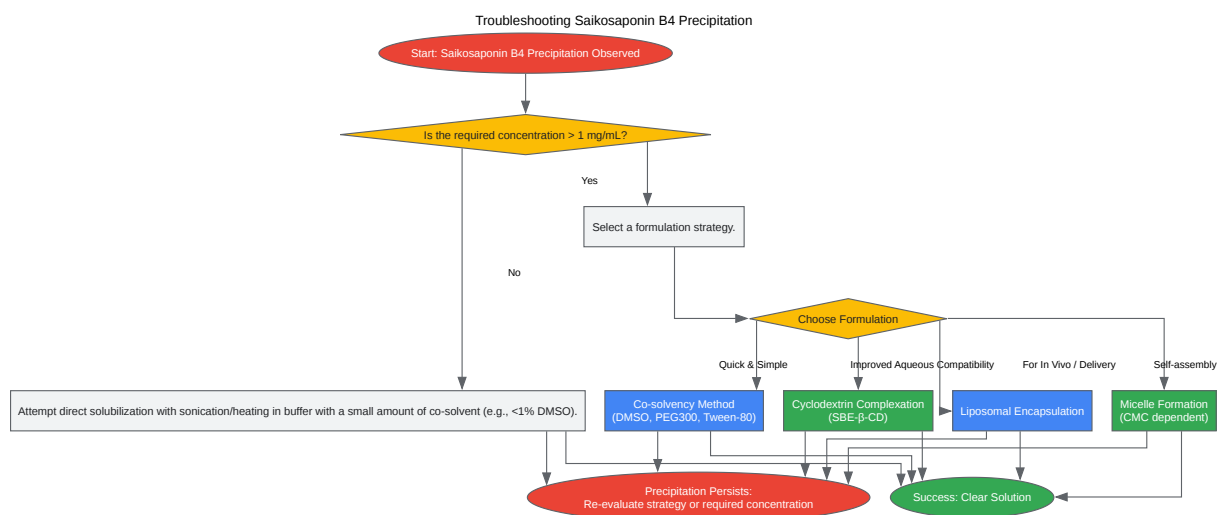 Troubleshooting Saikosaponin B4 Precipitation
Start: Saikosaponin B4 Precipitation Observed
Is the required concentration > 1 mg/mL?
Yes
Select a formulation strategy.
No
Choose Formulation
Quick & Simple
Improved Aqueous Compatibility
For In Vivo / Delivery
Self-assembly
Attempt direct solubilization with sonication/heating in buffer with a small amount of co-solvent (e.g., <1% DMSO).
Co-solvency Method
(DMSO, PEG300, Tween-80)
Cyclodextrin Complexation
(SBE-β-CD)
Liposomal Encapsulation
Micelle Formation
(CMC dependent)
Precipitation Persists:
Re-evaluate strategy or required concentration
Success: Clear Solution